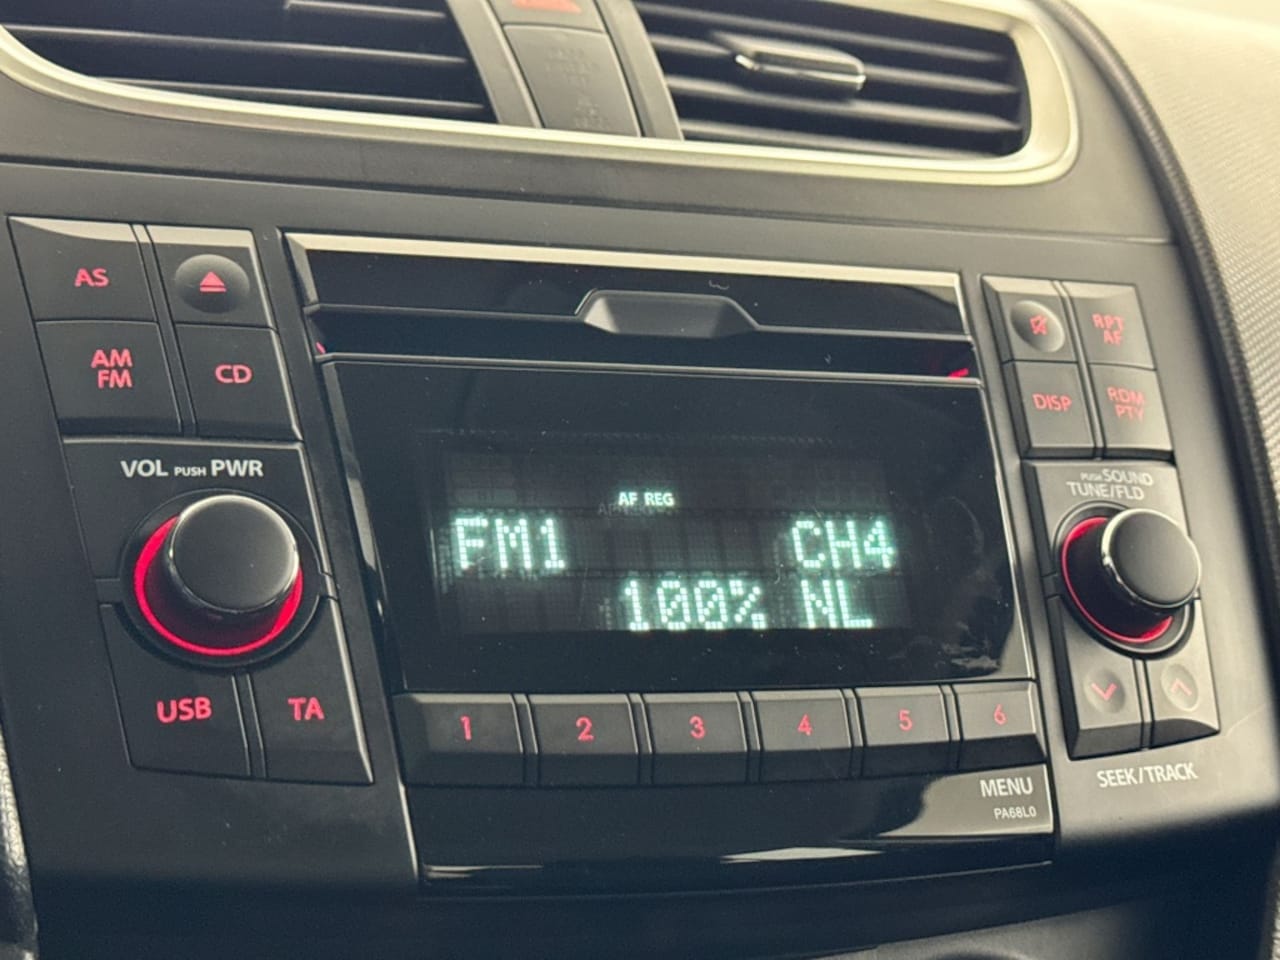 AS
AM
FM
CD
VOL PUSH PWR
USB
TA
AF REG
FM1 CH4
100% NL
1 2 3 4 5 6
MENU
PA68L0
RPT
AF
DISP
RDM
PTY
PUSH SOUND
TUNE/FLD
SEEK/TRACK